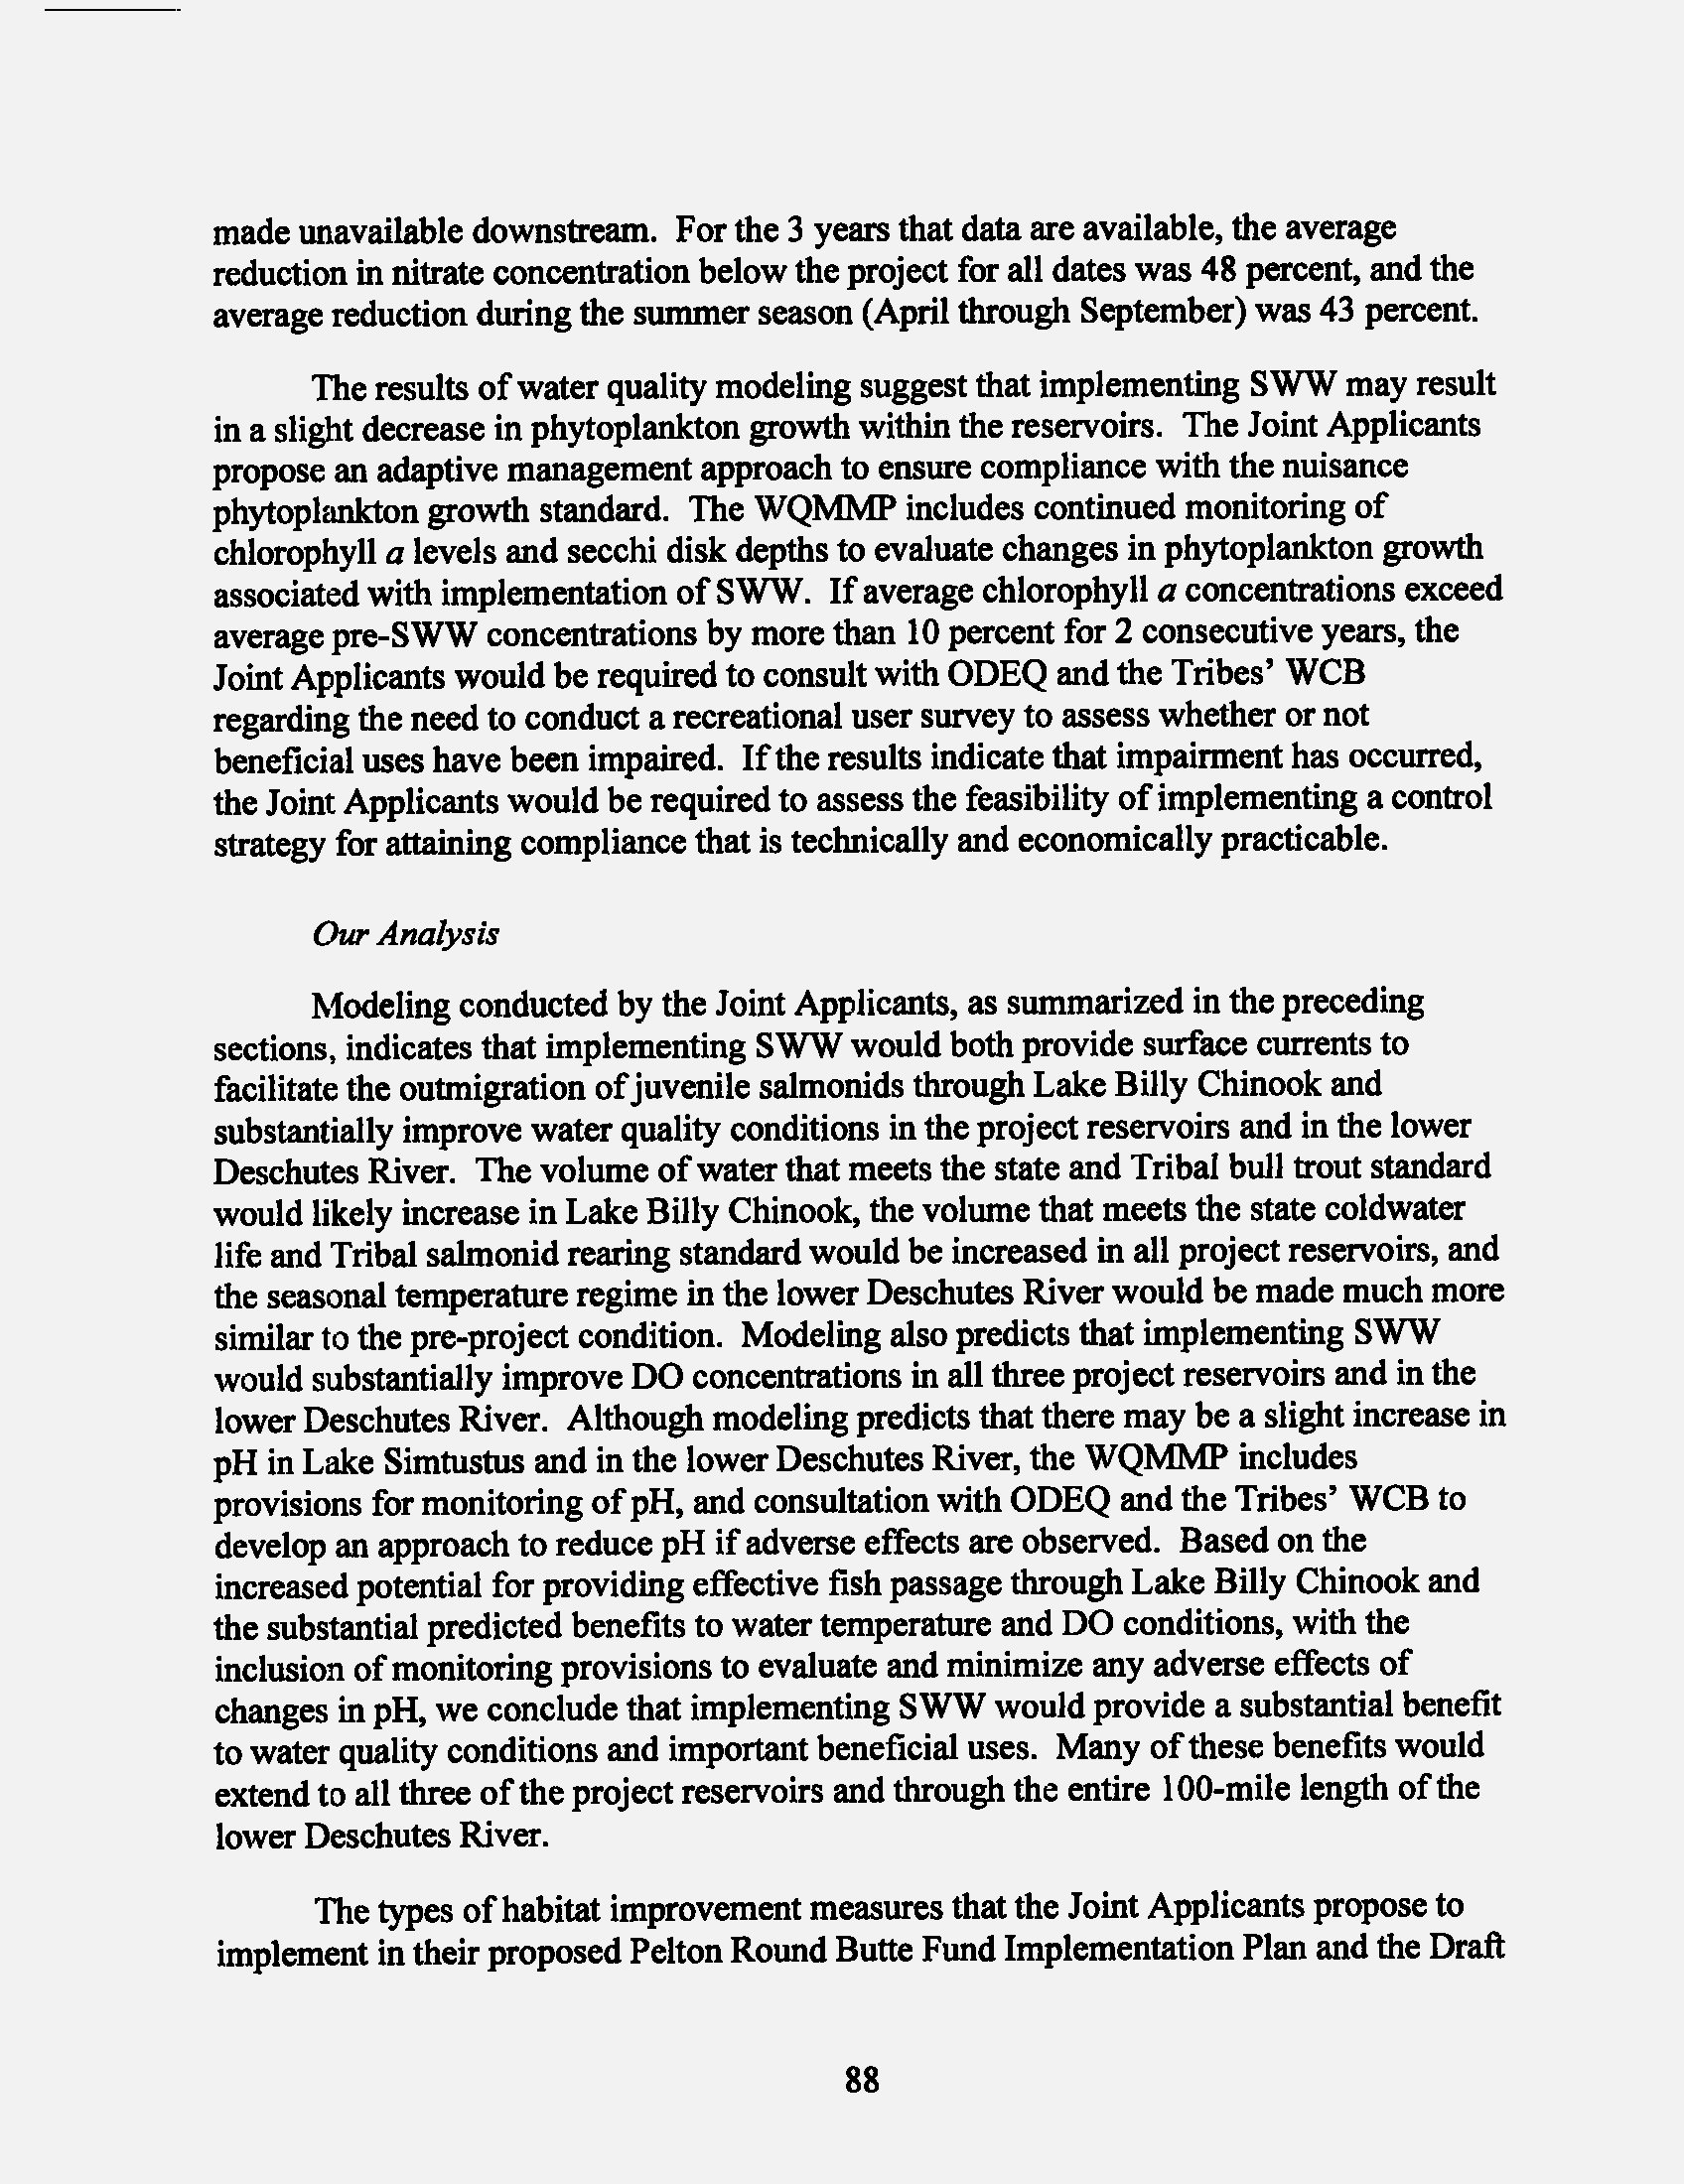 made unavailable downstream. For the 3 years that data are available, the average
reduction in nitrate concentration below the project for all dates was 48 percent, and the
average reduction during the summer season (April through September) was 43 percent.
The results of water quality modeling suggest that implementing SWW may result
in a slight decrease in phytoplankton growth within the reservoirs. The Joint Applicants
propose an adaptive management approach to ensure compliance with the nuisance
phytoplankton growth standard. The WQMMP includes continued monitoring of
chlorophyll a levels and secchi disk depths to evaluate changes in phytoplankton growth
associated with implementation of SWW. If average chlorophyll a concentrations exceed
average pre-SWW concentrations by more than 10 percent for 2 consecutive years, the
Joint Applicants would be required to consult with ODEQ and the Tribes' WCB
regarding the need to conduct a recreational user survey to assess whether or not
beneficial uses have been impaired. If the results indicate that impairment has occurred,
the Joint Applicants would be required to assess the feasibility of implementing a control
strategy for attaining compliance that is technically and economically practicable.
Our Analysis
Modeling conducted by the Joint Applicants, as summarized in the preceding
sections, indicates that implementing SWW would both provide surface currents to
facilitate the outmigration of juvenile salmonids through Lake Billy Chinook and
substantially improve water quality conditions in the project reservoirs and in the lower
Deschutes River. The volume of water that meets the state and Tribal bull trout standard
would likely increase in Lake Billy Chinook, the volume that meets the state coldwater
life and Tribal salmonid rearing standard would be increased in all project reservoirs, and
the seasonal temperature regime in the lower Deschutes River would be made much more
similar to the pre-project condition. Modeling also predicts that implementing SWW
would substantially improve DO concentrations in all three project reservoirs and in the
lower Deschutes River. Although modeling predicts that there may be a slight increase in
pH in Lake Simtustus and in the lower Deschutes River, the WQMMP includes
provisions for monitoring of pH, and consultation with ODEQ and the Tribes' WCB to
develop an approach to reduce pH if adverse effects are observed. Based on the
increased potential for providing effective fish passage through Lake Billy Chinook and
the substantial predicted benefits to water temperature and DO conditions, with the
inclusion of monitoring provisions to evaluate and minimize any adverse effects of
changes in pH, we conclude that implementing SWW would provide a substantial benefit
to water quality conditions and important beneficial uses. Many of these benefits would
extend to all three of the project reservoirs and through the entire 100-mile length of the
lower Deschutes River.
The types of habitat improvement measures that the Joint Applicants propose to
implement in their proposed Pelton Round Butte Fund Implementation Plan and the Draft
88